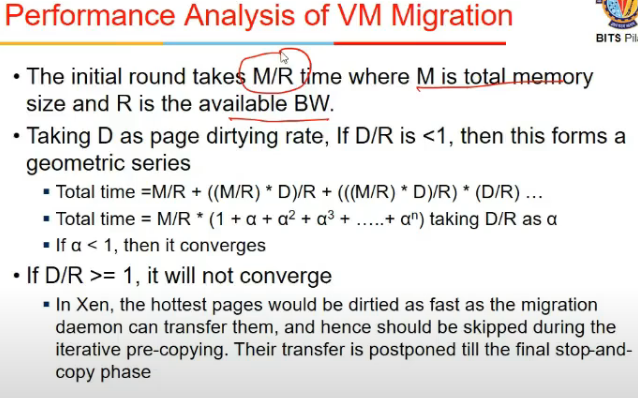 Performance Analysis of VM Migration
BITS Pil
• The initial round takes M/R time where M is total memory
size and R is the available BW.
• Taking D as page dirtying rate, If D/R is <1, then this forms a
geometric series
▪ Total time =M/R + ((M/R) * D)/R + (((M/R) * D)/R) * (D/R) …
▪ Total time = M/R * (1 + α + α² + α³ + …..+ αⁿ) taking D/R as α
▪ If α < 1, then it converges
• If D/R >= 1, it will not converge
▪ In Xen, the hottest pages would be dirtied as fast as the migration
daemon can transfer them, and hence should be skipped during the
iterative pre-copying. Their transfer is postponed till the final stop-and-
copy phase